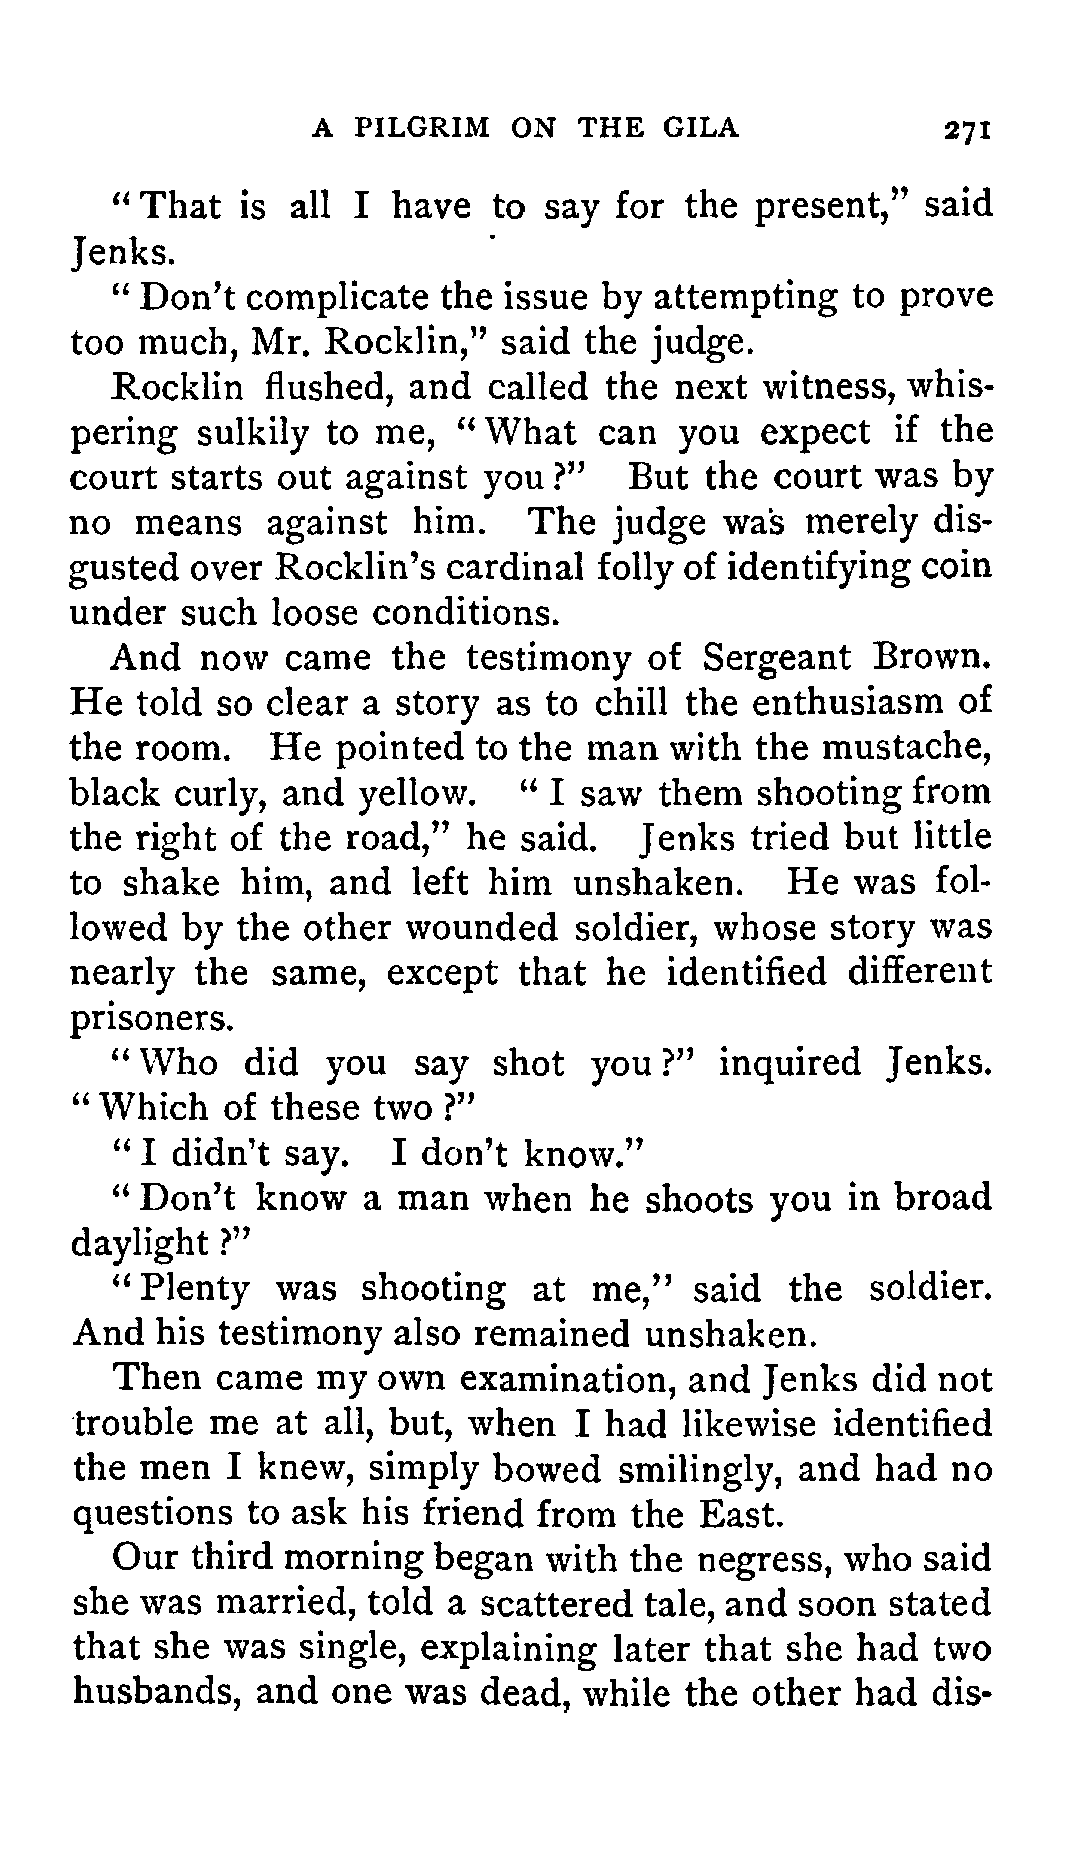 A PILGRIM ON THE GILA 271
"That is all I have to say for the present," said
Jenks.
"Don't complicate the issue by attempting to prove
too much, Mr. Rocklin," said the judge.
Rocklin flushed, and called the next witness, whis-
pering sulkily to me, "What can you expect if the
court starts out against you?" But the court was by
no means against him. The judge was merely dis-
gusted over Rocklin's cardinal folly of identifying coin
under such loose conditions.
And now came the testimony of Sergeant Brown.
He told so clear a story as to chill the enthusiasm of
the room. He pointed to the man with the mustache,
black curly, and yellow. "I saw them shooting from
the right of the road," he said. Jenks tried but little
to shake him, and left him unshaken. He was fol-
lowed by the other wounded soldier, whose story was
nearly the same, except that he identified different
prisoners.
"Who did you say shot you?" inquired Jenks.
"Which of these two?"
"I didn't say. I don't know."
"Don't know a man when he shoots you in broad
daylight?"
"Plenty was shooting at me," said the soldier.
And his testimony also remained unshaken.
Then came my own examination, and Jenks did not
trouble me at all, but, when I had likewise identified
the men I knew, simply bowed smilingly, and had no
questions to ask his friend from the East.
Our third morning began with the negress, who said
she was married, told a scattered tale, and soon stated
that she was single, explaining later that she had two
husbands, and one was dead, while the other had dis-